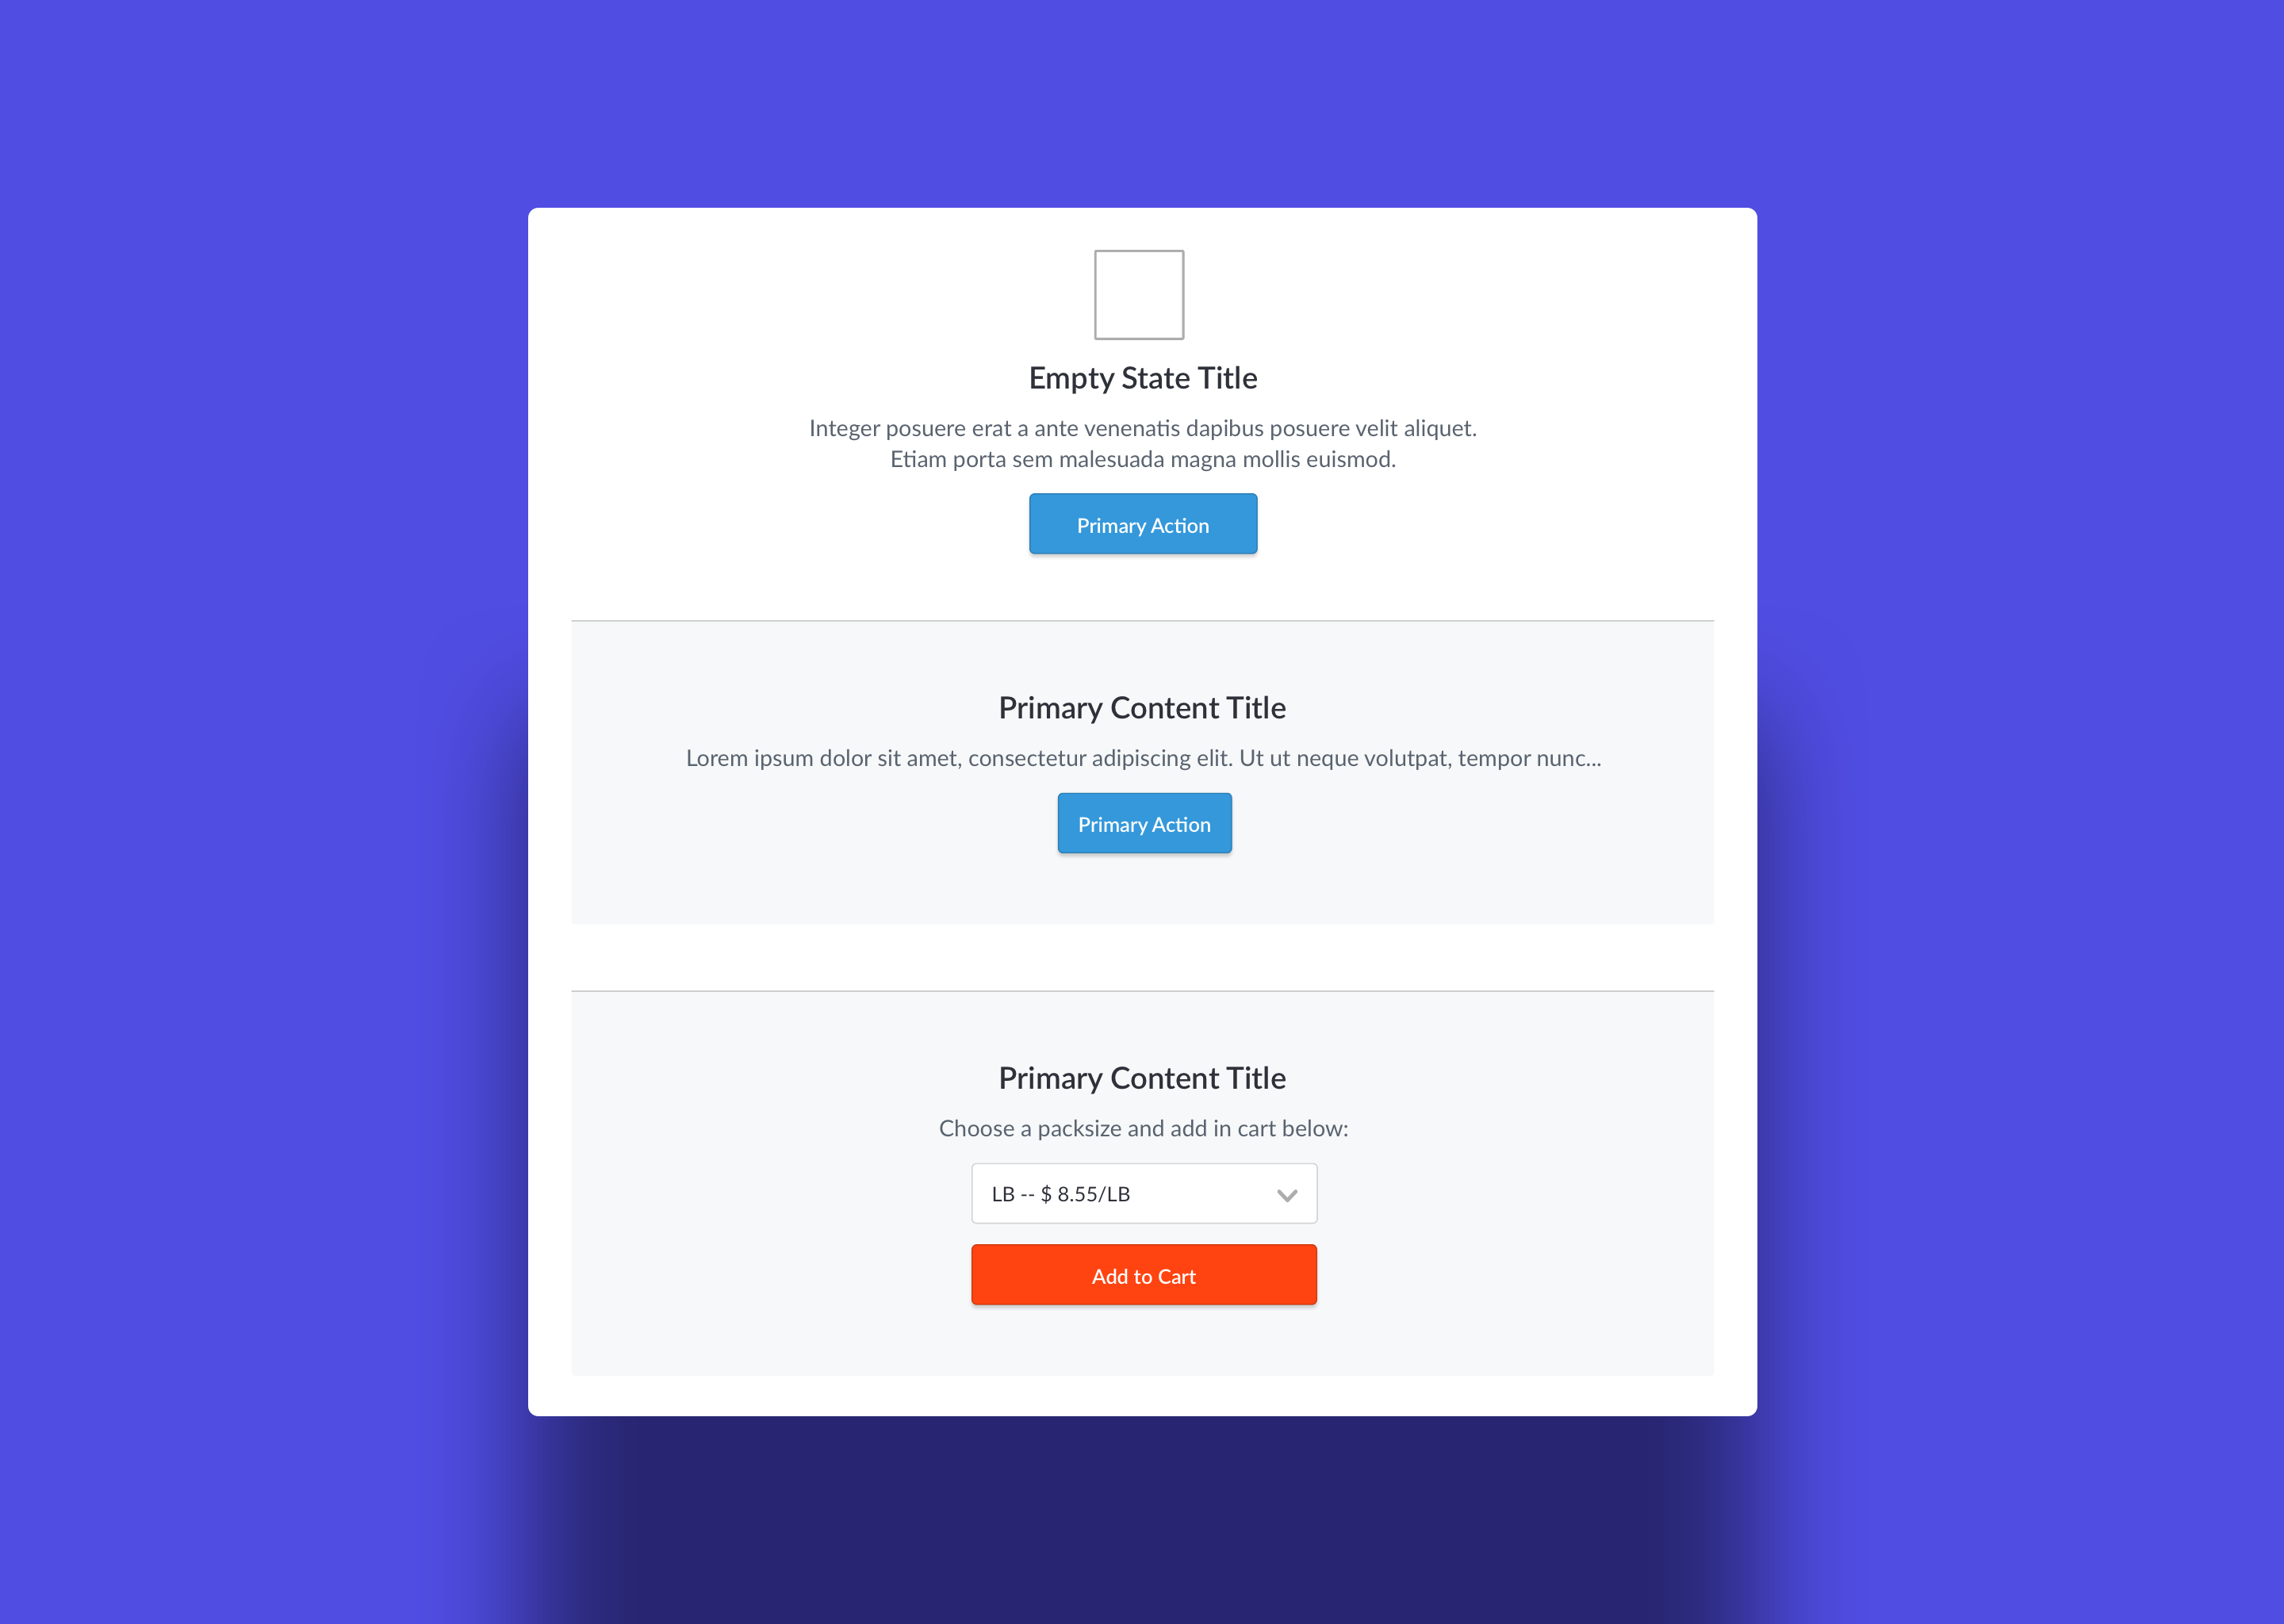 Empty State Title
Integer posuere erat a ante venenatis dapibus posuere velit aliquet.
Etiam porta sem malesuada magna mollis euismod.
Primary Action
Primary Content Title
Lorem ipsum dolor sit amet, consectetur adipiscing elit. Ut ut neque volutpat, tempor nunc...
Primary Action
Primary Content Title
Choose a packsize and add in cart below:
LB -- $ 8.55/LB
Add to Cart